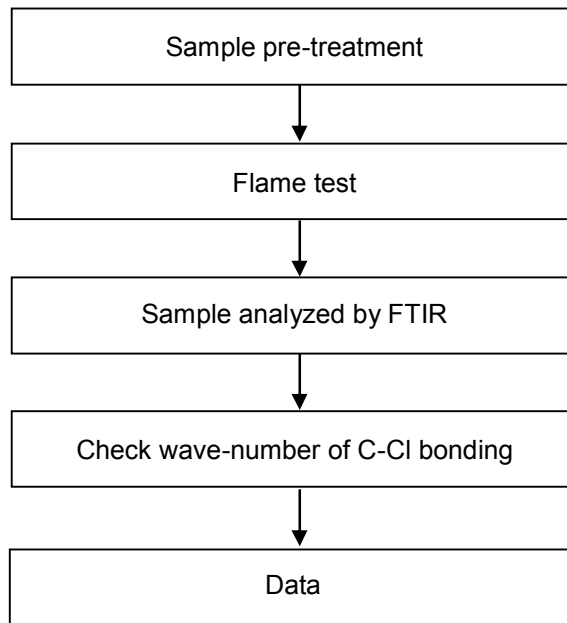 Sample pre-treatment
Flame test
Sample analyzed by FTIR
Check wave-number of C-Cl bonding
Data